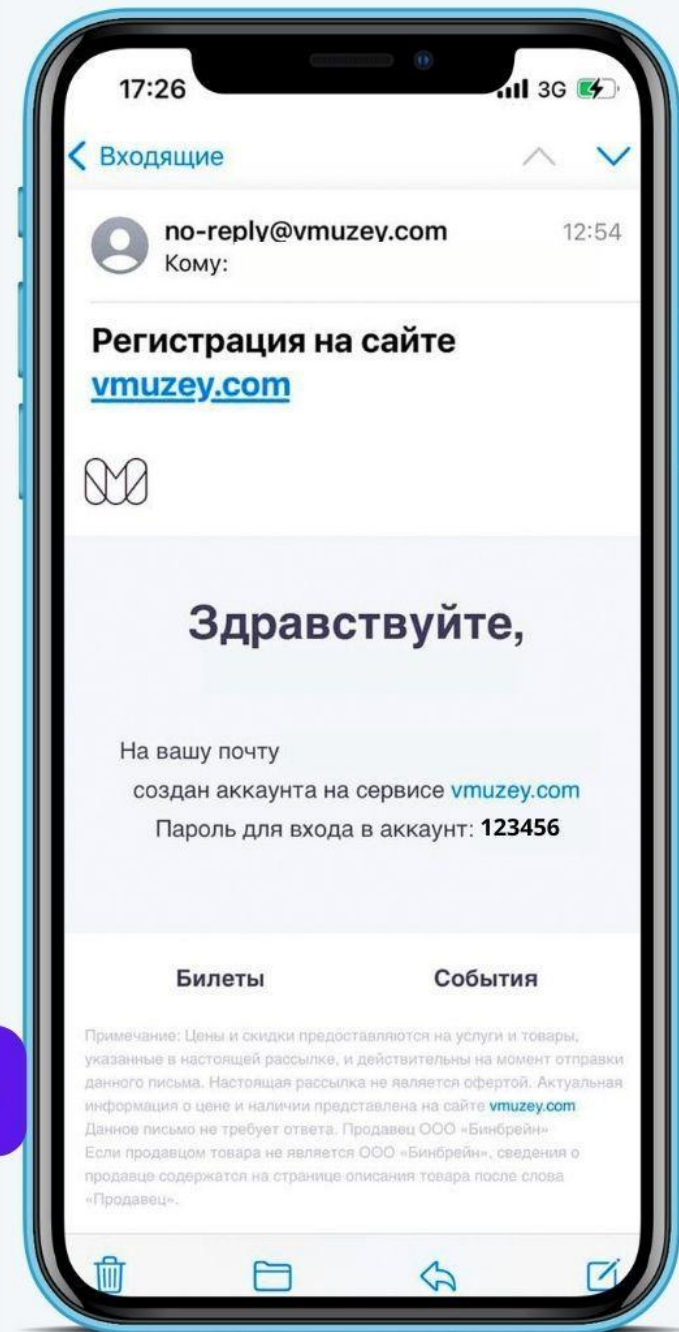 17:26
3G
Входящие
no-reply@vmuzey.com
12:54
Кому:
Регистрация на сайте
vmuzey.com
Здравствуйте,
На вашу почту
создан аккаунта на сервисе vmuzey.com
Пароль для входа в аккаунт: 123456
Билеты События
Примечание: Цены и скидки предоставляются на услуги и товары,
указанные в настоящей рассылке, и действительны на момент отправки
данного письма. Настоящая рассылка не является офертой. Актуальная
информация о цене и наличии представлена на сайте vmuzey.com
Данное письмо не требует ответа. Продавец ООО «Бинбрейн»
Если продавцом товара не является ООО «Бинбрейн», сведения о
продавце содержатся на странице описания товара после слова
«Продавец».